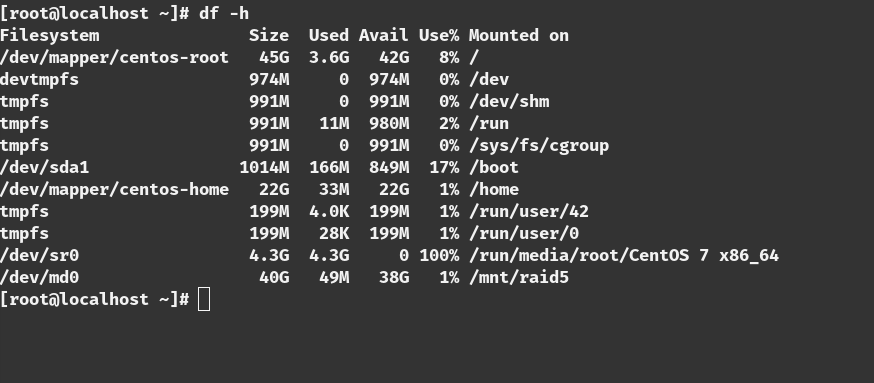 [root@localhost ~]# df -h
Filesystem               Size  Used Avail Use% Mounted on
/dev/mapper/centos-root   45G  3.6G   42G   8% /
devtmpfs                 974M     0  974M   0% /dev
tmpfs                    991M     0  991M   0% /dev/shm
tmpfs                    991M   11M  980M   2% /run
tmpfs                    991M     0  991M   0% /sys/fs/cgroup
/dev/sda1               1014M  166M  849M  17% /boot
/dev/mapper/centos-home   22G   33M   22G   1% /home
tmpfs                    199M  4.0K  199M   1% /run/user/42
tmpfs                    199M   28K  199M   1% /run/user/0
/dev/sr0                 4.3G  4.3G     0 100% /run/media/root/CentOS 7 x86_64
/dev/md0                  40G   49M   38G   1% /mnt/raid5
[root@localhost ~]#